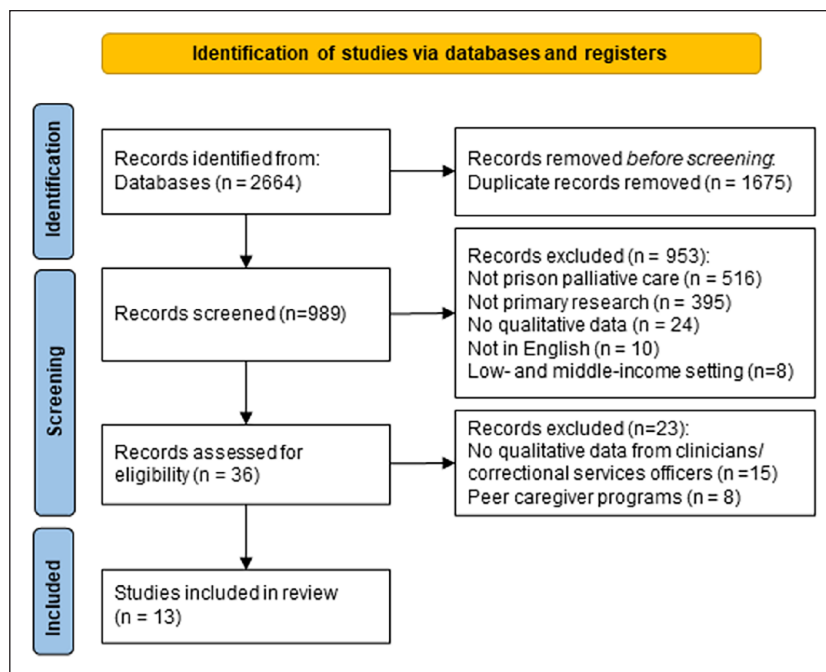 Identification of studies via databases and registers
Identification
Records identified from:
Databases (n = 2664)
Records removed before screening:
Duplicate records removed (n = 1675)
Screening
Records screened (n=989)
Records excluded (n = 953):
Not prison palliative care (n = 516)
Not primary research (n = 395)
No qualitative data (n = 24)
Not in English (n = 10)
Low- and middle-income setting (n=8)
Records assessed for
eligibility (n = 36)
Records excluded (n=23):
No qualitative data from clinicians/
correctional services officers (n =15)
Peer caregiver programs (n = 8)
Included
Studies included in review
(n = 13)